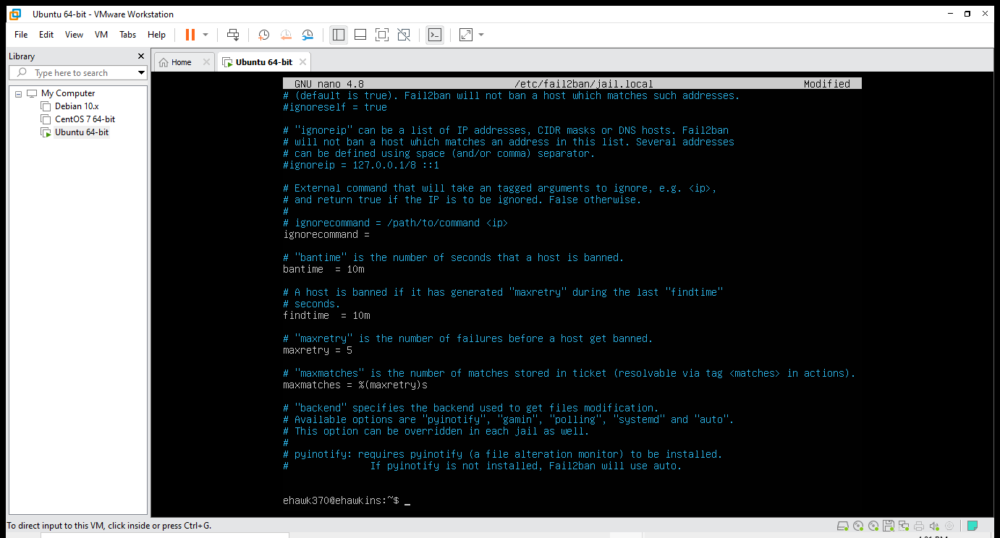 Ubuntu 64-bit - VMware Workstation
File Edit View VM Tabs Help
Library
Type here to search
My Computer
Debian 10.x
CentOS 7 64-bit
Ubuntu 64-bit
Home
Ubuntu 64-bit
GNU nano 4.8 /etc/fail2ban/jail.local Modified
# (default is true). Fail2ban will not ban a host which matches such addresses.
#ignoreself = true
# "ignoreip" can be a list of IP addresses, CIDR masks or DNS hosts. Fail2ban
# will not ban a host which matches an address in this list. Several addresses
# can be defined using space (and/or comma) separator.
#ignoreip = 127.0.0.1/8 ::1
# External command that will take an tagged arguments to ignore, e.g. <ip>,
# and return true if the IP is to be ignored. False otherwise.
#
# ignorecommand = /path/to/command <ip>
ignorecommand =
# "bantime" is the number of seconds that a host is banned.
bantime  = 10m
# A host is banned if it has generated "maxretry" during the last "findtime"
# seconds.
findtime  = 10m
# "maxretry" is the number of failures before a host get banned.
maxretry = 5
# "maxmatches" is the number of matches stored in ticket (resolvable via tag <matches> in actions).
maxmatches = %(maxretry)s
# "backend" specifies the backend used to get files modification.
# Available options are "pyinotify", "gamin", "polling", "systemd" and "auto".
# This option can be overridden in each jail as well.
#
# pyinotify: requires pyinotify (a file alteration monitor) to be installed.
#              If pyinotify is not installed, Fail2ban will use auto.
ehawk370@ehawkins:~$ _
To direct input to this VM, click inside or press Ctrl+G.